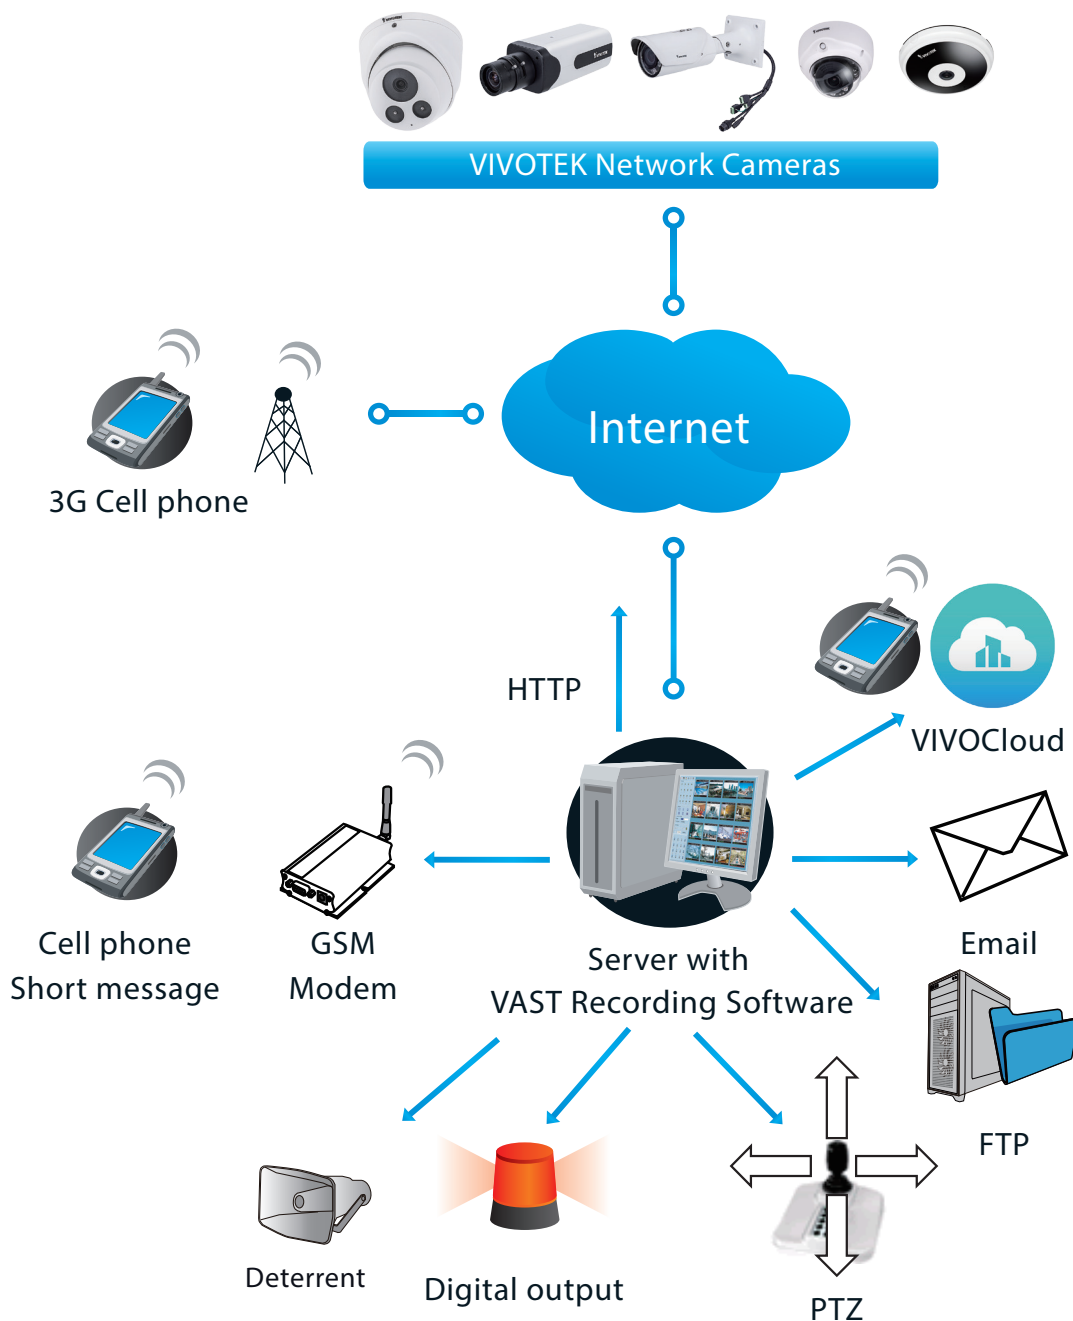 VIVOTEK Network Cameras
Internet
3G Cell phone
HTTP
VIVOCloud
Cell phone
Short message
GSM
Modem
Server with
VAST Recording Software
Email
FTP
Deterrent
Digital output
PTZ